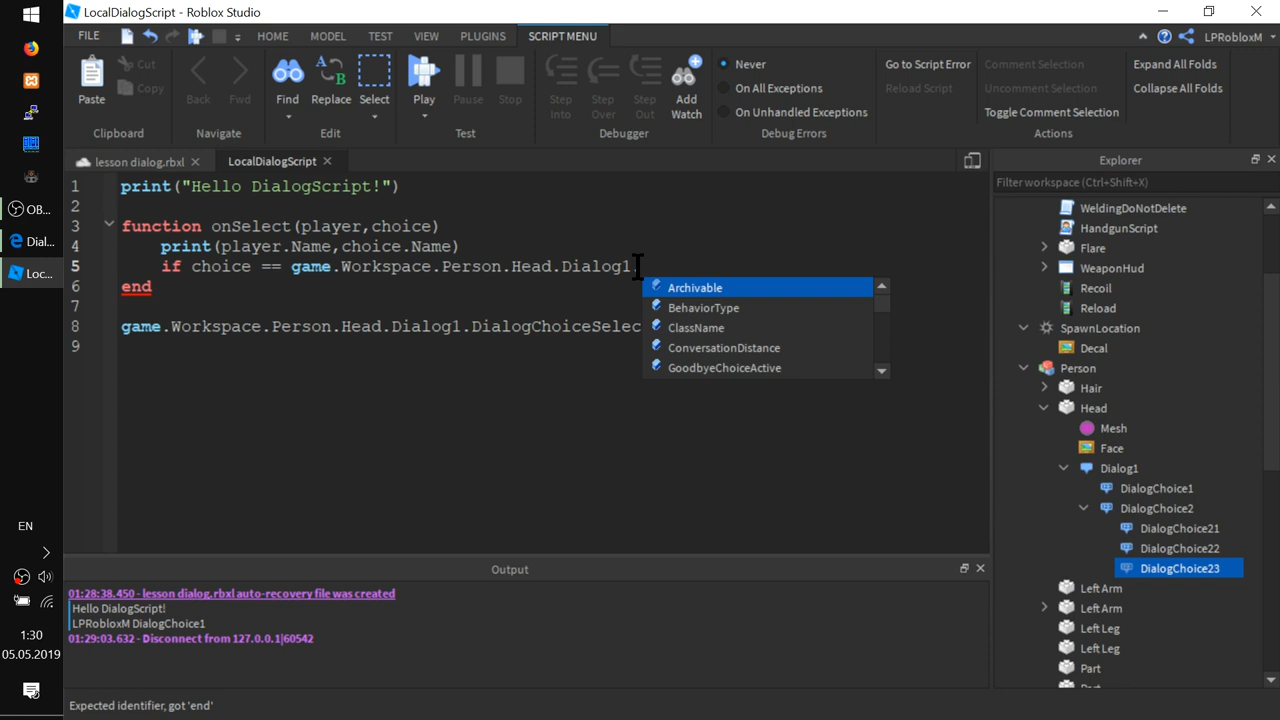 LocalDialogScript - Roblox Studio
FILE
HOME
MODEL
TEST
VIEW
PLUGINS
SCRIPT MENU
LPRobloxM
Paste
Cut
Copy
Clipboard
Back
Fwd
Navigate
Find
Replace
Select
Edit
Play
Pause
Stop
Test
Step Into
Step Over
Step Out
Add Watch
Debugger
Never
On All Exceptions
On Unhandled Exceptions
Debug Errors
Go to Script Error
Reload Script
Comment Selection
Uncomment Selection
Toggle Comment Selection
Actions
Expand All Folds
Collapse All Folds
lesson dialog.rbxl
LocalDialogScript
1 print("Hello DialogScript!")
2
3 function onSelect(player,choice)
4 print(player.Name,choice.Name)
5 if choice == game.Workspace.Person.Head.Dialog1.
6 end
7
8 game.Workspace.Person.Head.Dialog1.DialogChoiceSelec
9
Archivable
BehaviorType
ClassName
ConversationDistance
GoodbyeChoiceActive
Explorer
Filter workspace (Ctrl+Shift+X)
WeldingDoNotDelete
HandgunScript
Flare
WeaponHud
Recoil
Reload
SpawnLocation
Decal
Person
Hair
Head
Mesh
Face
Dialog1
DialogChoice1
DialogChoice2
DialogChoice21
DialogChoice22
DialogChoice23
Left Arm
Left Arm
Left Leg
Left Leg
Part
Output
01:28:38.450 - lesson dialog.rbxl auto-recovery file was created
Hello DialogScript!
LPRobloxM DialogChoice1
01:29:03.632 - Disconnect from 127.0.0.1|60542
Expected identifier, got 'end'
OB...
Dial...
Loc...
EN
1:30
05.05.2019